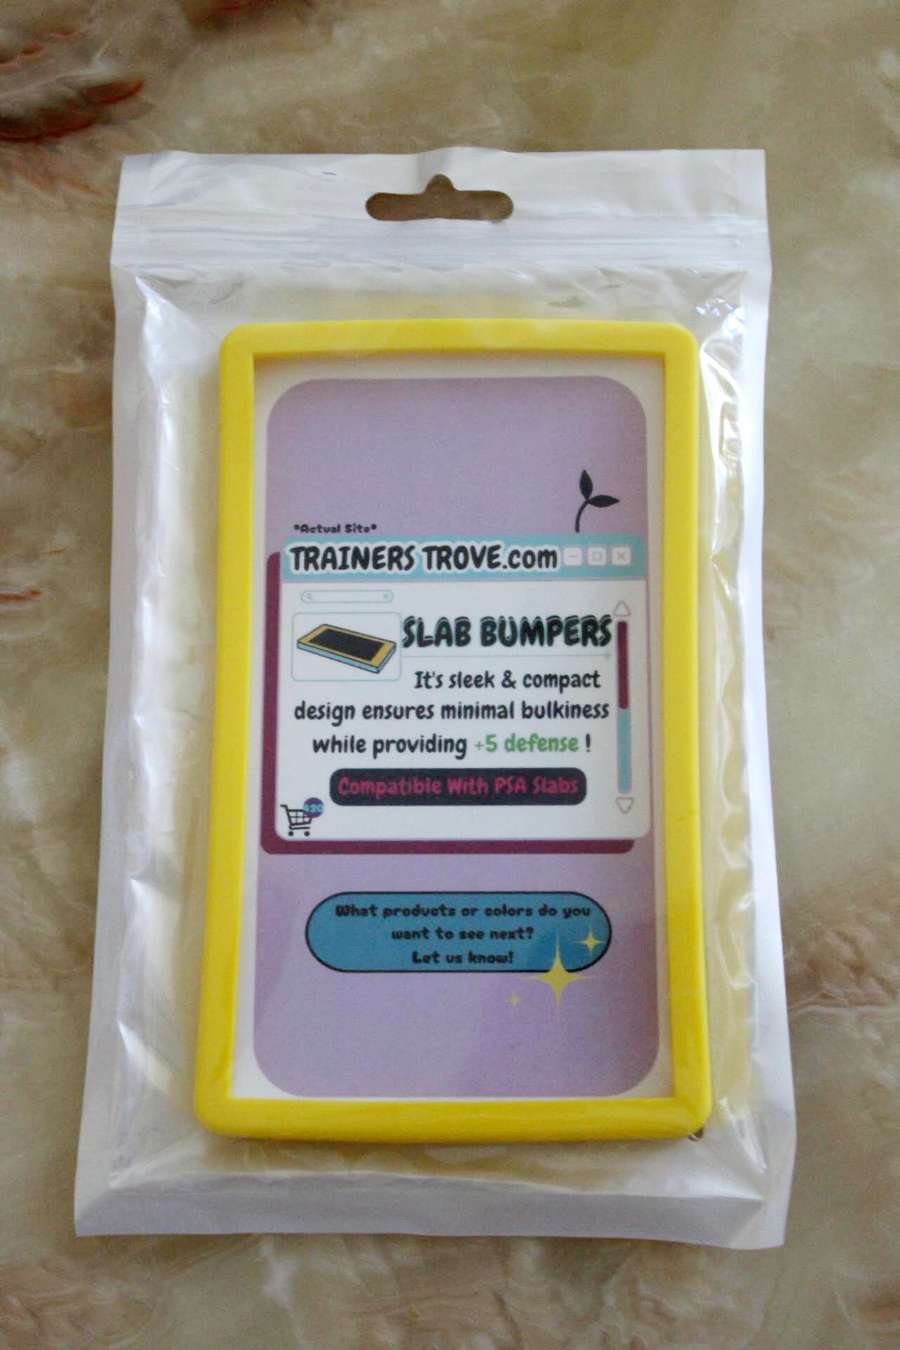 *Actual Site*
TRAINERS TROVE.com
SLAB BUMPERS
It's sleek & compact
design ensures minimal bulkiness
while providing +5 defense !
Compatible With PSA Slabs
What products or colors do you
want to see next?
Let us know!